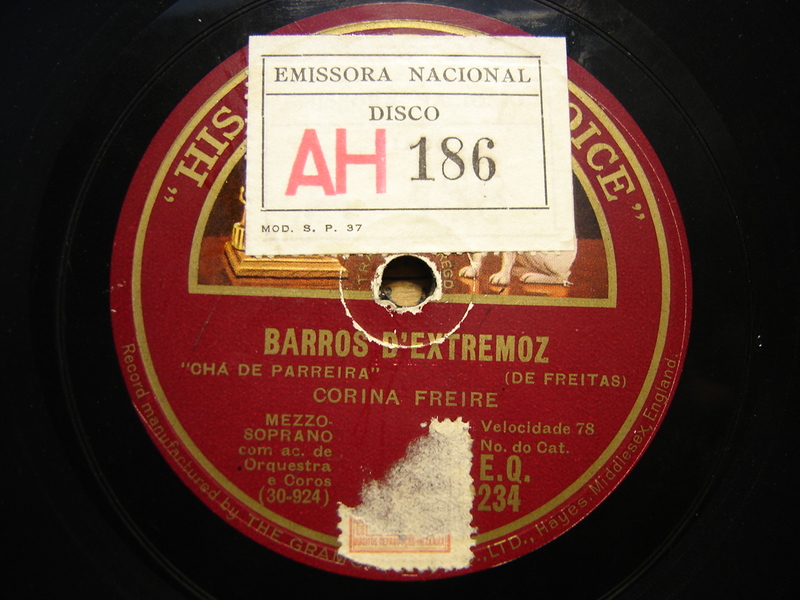 EMISSORA NACIONAL
DISCO
AH 186
MOD. S. P. 37
"HIS OICE"
BARROS D'EXTREMOZ
"CHÁ DE PARREIRA" (DE FREITAS)
CORINA FREIRE
MEZZO-
SOPRANO
com ac. de
Orquestra
e Coros
(30-924)
Velocidade 78
No. do Cat.
E.Q.
234
Record manufactured by THE GRAM LTD., Hayes, Middlesex, England.